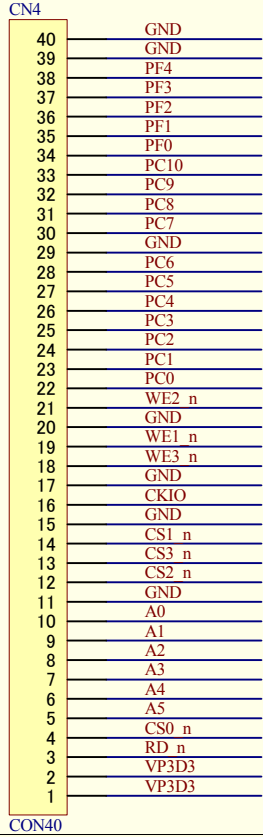 CN4
40 GND
39 GND
38 PF4
37 PF3
36 PF2
35 PF1
34 PF0
33 PC10
32 PC9
31 PC8
30 PC7
29 GND
28 PC6
27 PC5
26 PC4
25 PC3
24 PC2
23 PC1
22 PC0
21 WE2_n
20 GND
19 WE1_n
18 WE3_n
17 GND
16 CKIO
15 GND
14 CS1_n
13 CS3_n
12 CS2_n
11 GND
10 A0
9 A1
8 A2
7 A3
6 A4
5 A5
4 CS0_n
3 RD_n
2 VP3D3
1 VP3D3
CON40